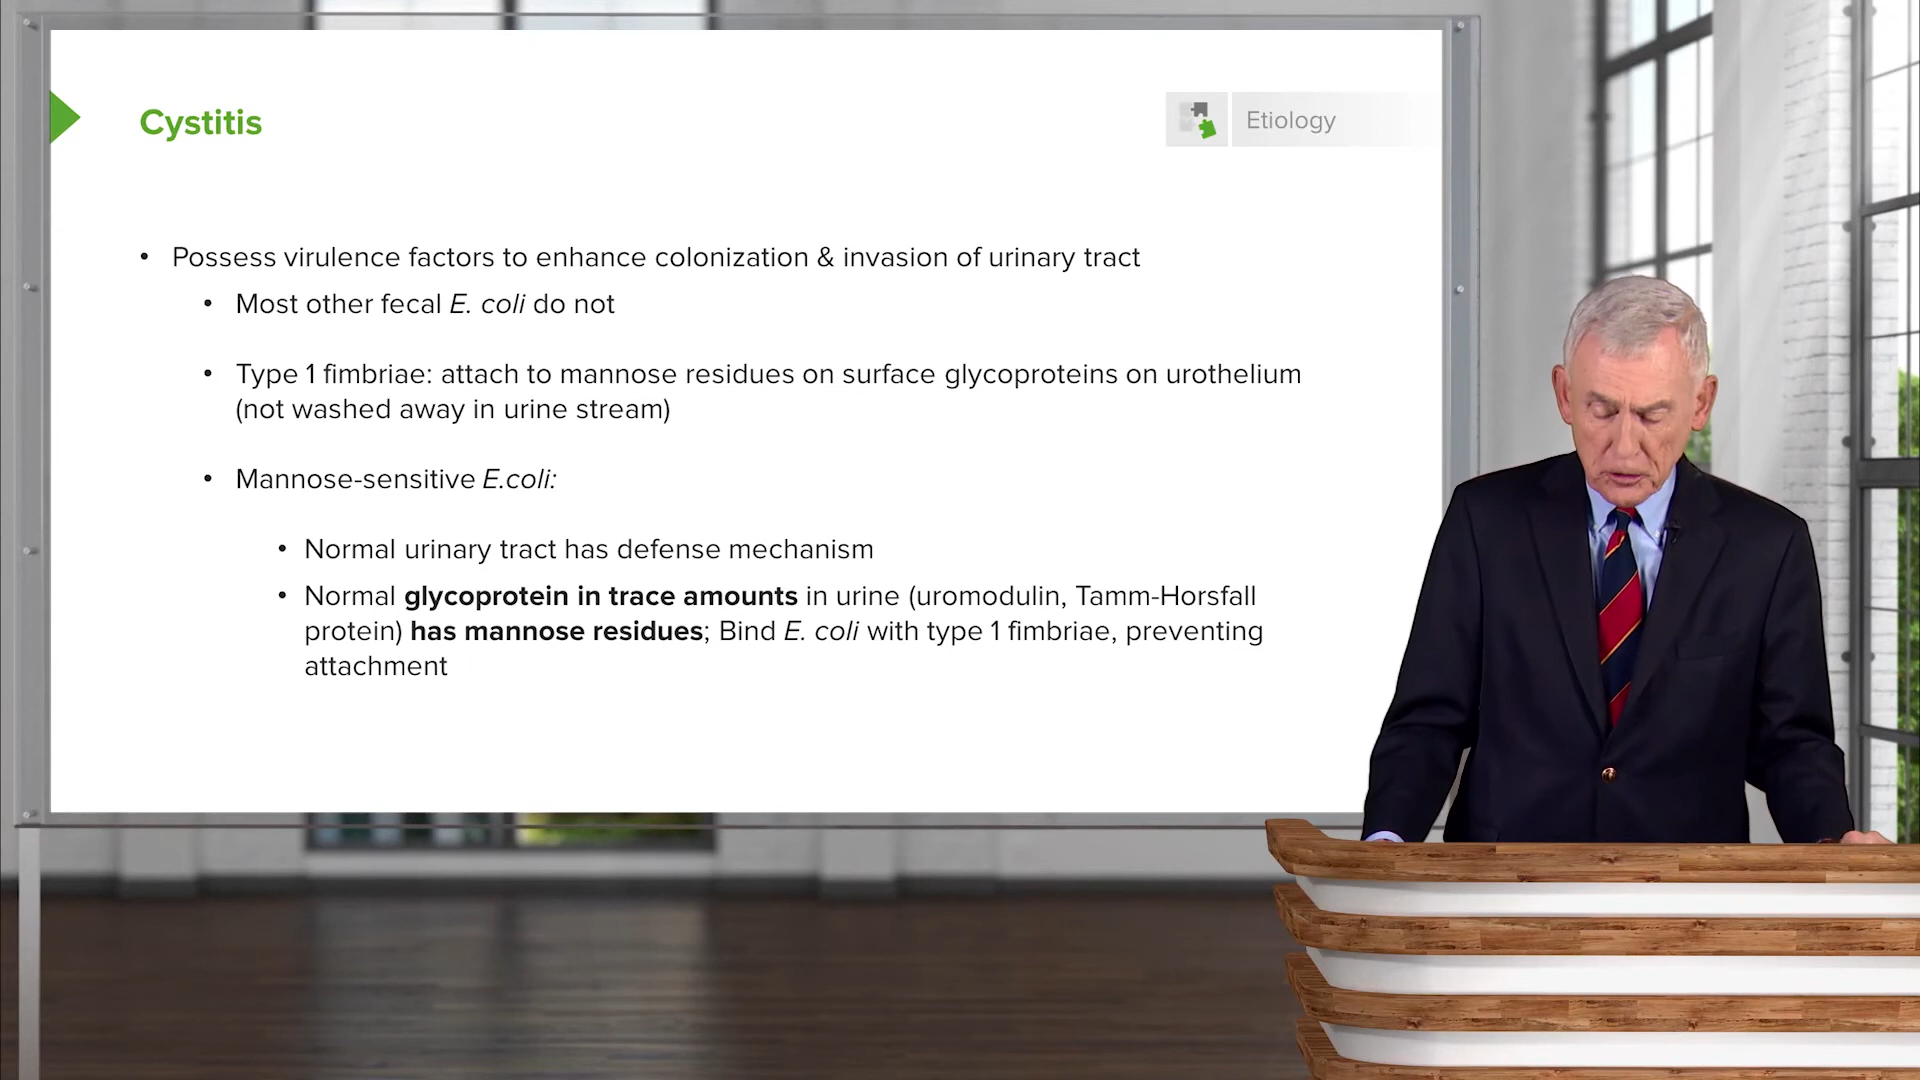 Cystitis
Etiology
• Possess virulence factors to enhance colonization & invasion of urinary tract
• Most other fecal E. coli do not
• Type 1 fimbriae: attach to mannose residues on surface glycoproteins on urothelium
(not washed away in urine stream)
• Mannose-sensitive E.coli:
• Normal urinary tract has defense mechanism
• Normal glycoprotein in trace amounts in urine (uromodulin, Tamm-Horsfall
protein) has mannose residues; Bind E. coli with type 1 fimbriae, preventing
attachment